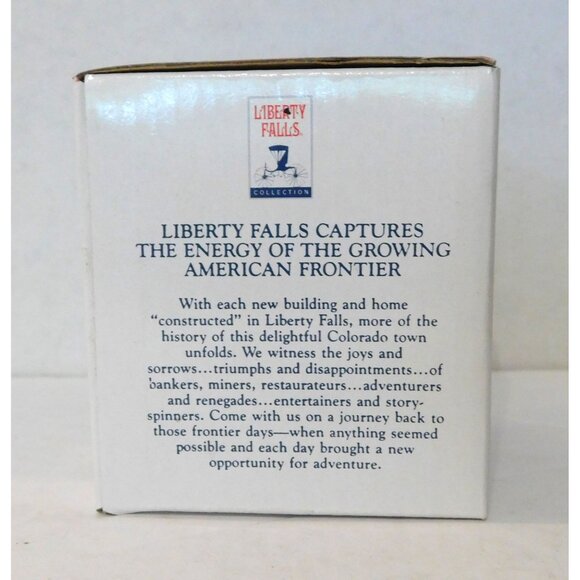 LIBERTY
FALLS
COLLECTION
LIBERTY FALLS CAPTURES
THE ENERGY OF THE GROWING
AMERICAN FRONTIER
With each new building and home
"constructed" in Liberty Falls, more of the
history of this delightful Colorado town
unfolds. We witness the joys and
sorrows...triumphs and disappointments...of
bankers, miners, restaurateurs...adventurers
and renegades...entertainers and story-
spinners. Come with us on a journey back to
those frontier days—when anything seemed
possible and each day brought a new
opportunity for adventure.